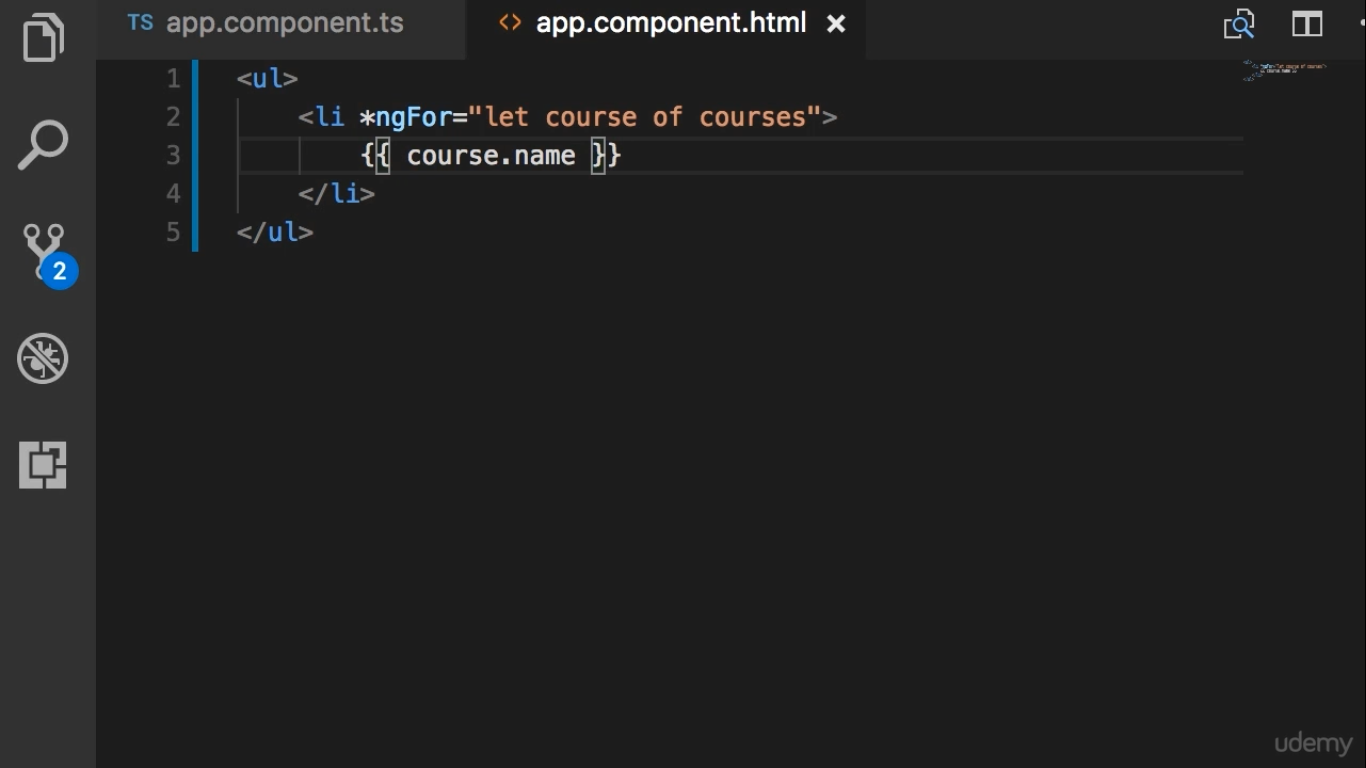 TS app.component.ts <> app.component.html ×
1 <ul>
2     <li *ngFor="let course of courses">
3         {{ course.name }}
4     </li>
5 </ul>
2
udemy